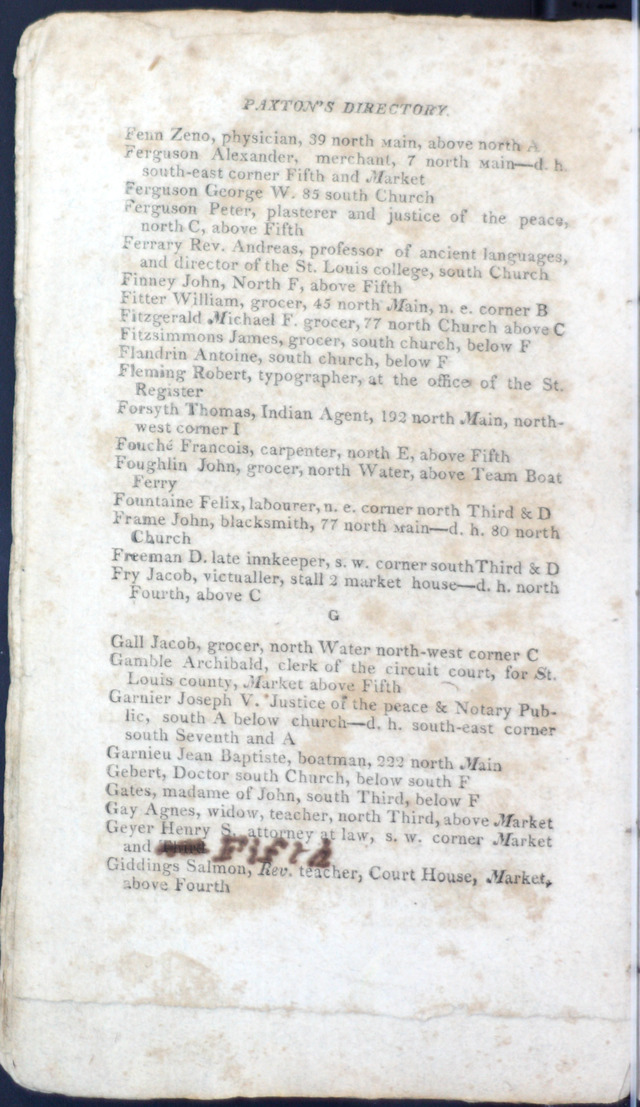 PAXTON'S DIRECTORY.
Fenn Zeno, physician, 39 north Main, above north A
Ferguson Alexander, merchant, 7 north Main—d. h.
south-east corner Fifth and Market
Ferguson George W. 85 south Church
Ferguson Peter, plasterer and justice of the peace,
north C, above Fifth
Ferrary Rev. Andreas, professor of ancient languages,
and director of the St. Louis college, south Church
Finney John, North F, above Fifth
Fitter William, grocer, 45 north Main, n. e. corner B
Fitzgerald Michael F. grocer, 77 north Church above C
Fitzsimmons James, grocer, south church, below F
Flandrin Antoine, south church, below F
Fleming Robert, typographer, at the office of the St.
Register
Forsyth Thomas, Indian Agent, 192 north Main, north-
west corner I
Fouché Francois, carpenter, north E, above Fifth
Foughlin John, grocer, north Water, above Team Boat
Ferry
Fountaine Felix, labourer, n. e. corner north Third & D
Frame John, blacksmith, 77 north Main—d. h. 80 north
Church
Freeman D. late innkeeper, s. w. corner south Third & D
Fry Jacob, victualler, stall 2 market house—d. h. north
Fourth, above C
G
Gall Jacob, grocer, north Water north-west corner C
Gamble Archibald, clerk of the circuit court, for St.
Louis county, Market above Fifth
Garnier Joseph V. Justice of the peace & Notary Pub-
lic, south A below church—d. h. south-east corner
south Seventh and A
Garnieu Jean Baptiste, boatman, 222 north Main
Gebert, Doctor south Church, below south F
Gates, madame of John, south Third, below F
Gay Agnes, widow, teacher, north Third, above Market
Geyer Henry S. attorney at law, s. w. corner Market
and Fifth
Giddings Salmon, Rev. teacher, Court House, Market,
above Fourth